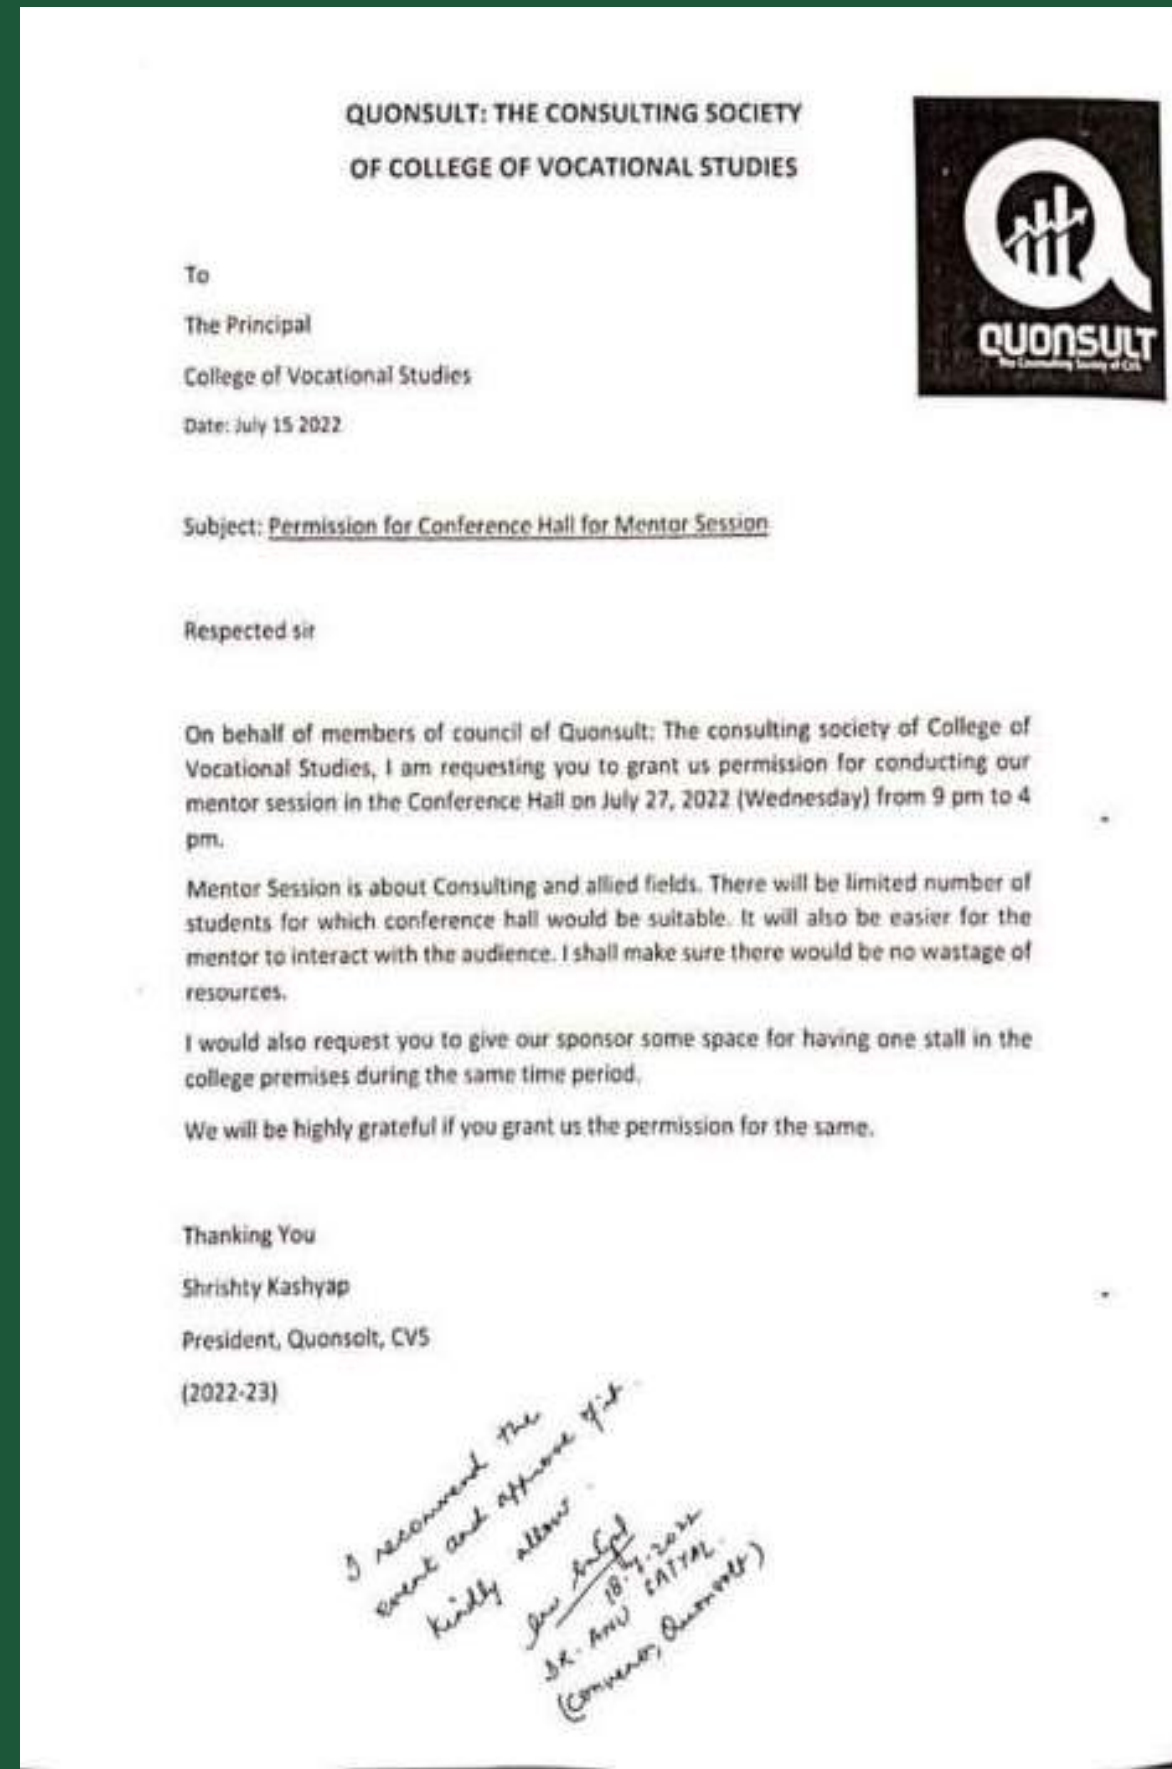 QUONSULT: THE CONSULTING SOCIETY
OF COLLEGE OF VOCATIONAL STUDIES
QUONSULT
The Consulting Society of CVS
To
The Principal
College of Vocational Studies
Date: July 15 2022
Subject: Permission for Conference Hall for Mentor Session
Respected sir
On behalf of members of council of Quonsult: The consulting society of College of
Vocational Studies, I am requesting you to grant us permission for conducting our
mentor session in the Conference Hall on July 27, 2022 (Wednesday) from 9 pm to 4
pm.
Mentor Session is about Consulting and allied fields. There will be limited number of
students for which conference hall would be suitable. It will also be easier for the
mentor to interact with the audience. I shall make sure there would be no wastage of
resources.
I would also request you to give our sponsor some space for having one stall in the
college premises during the same time period.
We will be highly grateful if you grant us the permission for the same.
Thanking You
Shrishty Kashyap
President, Quonsolt, CVS
(2022-23)
I recommend the
event and approve of it.
Kindly allow.
18.7.2022
DR. ANU SATYAL
(Convenor, Quonsolt)